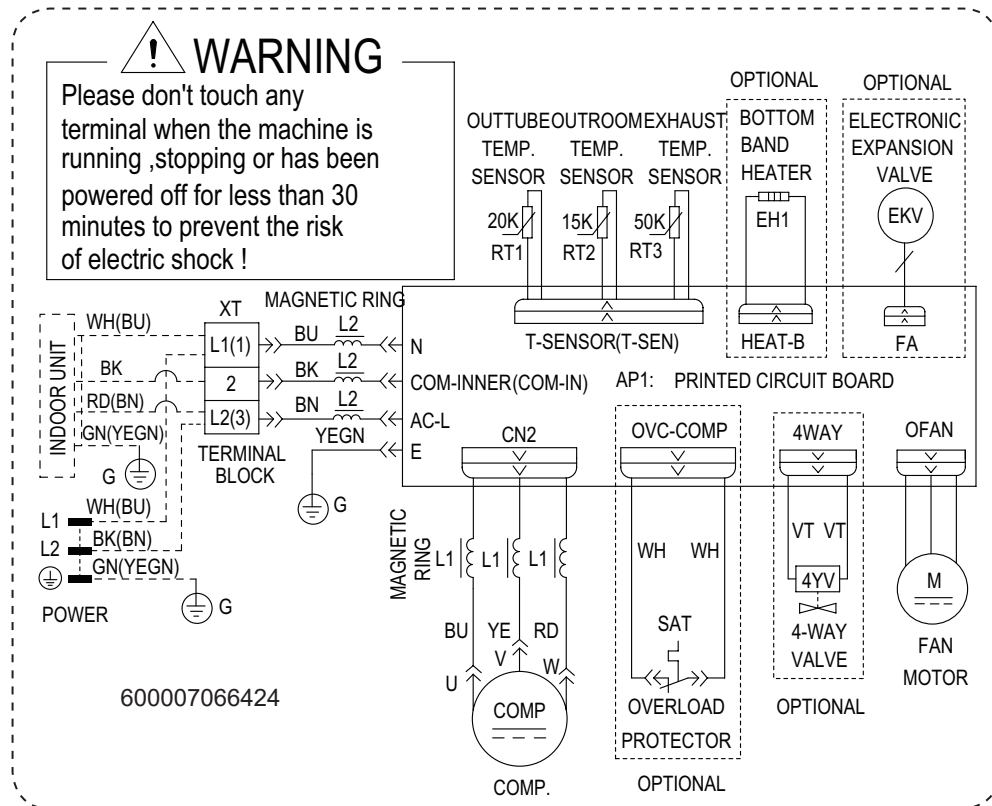 WARNING
Please don't touch any
terminal when the machine is
running ,stopping or has been
powered off for less than 30
minutes to prevent the risk
of electric shock !
OUTTUBE
TEMP.
SENSOR
OUTROOM
TEMP.
SENSOR
EXHAUST
TEMP.
SENSOR
OPTIONAL
BOTTOM
BAND
HEATER
OPTIONAL
ELECTRONIC
EXPANSION
VALVE
20K
RT1
15K
RT2
50K
RT3
EH1
EKV
T-SENSOR(T-SEN)
HEAT-B
FA
INDOOR UNIT
WH(BU)
BK
RD(BN)
GN(YEGN)
G
XT
L1(1)
2
L2(3)
TERMINAL
BLOCK
MAGNETIC RING
BU
L2
N
BK
L2
COM-INNER(COM-IN)
BN
L2
AC-L
YEGN
E
G
AP1: PRINTED CIRCUIT BOARD
L1
WH(BU)
L2
BK(BN)
GN(YEGN)
G
POWER
600007066424
CN2
MAGNETIC
RING
L1
L1
L1
BU
YE
RD
U
V
W
COMP
COMP.
OVC-COMP
WH
WH
SAT
OVERLOAD
PROTECTOR
OPTIONAL
4WAY
VT
VT
4YV
4-WAY
VALVE
OPTIONAL
OFAN
M
FAN
MOTOR